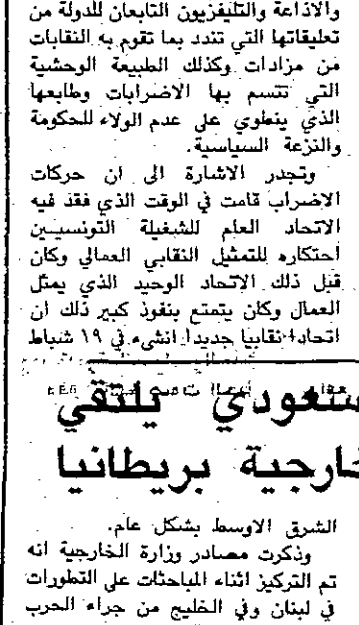 والاذاعة والتليفزيون التابعان للدولة من
تعليقاتها التي تندد بما تقوم به النقابات
من مزادات وكذلك الطبيعة الوحشية
التي تتسم بها الاضرابات وطابعها
الذي ينطوي على عدم الولاء للحكومة
والنزعة السياسية.
وتجدر الاشارة الى ان حركات
الاضراب قامت في الوقت الذي فقد فيه
الاتحاد العام للشغيلة التونسيين
احتكاره للتمثيل النقابي العمالي وكان
قبل ذلك الاتحاد الوحيد الذي يمثل
العمال وكان يتمتع بنفوذ كبير ذلك ان
اتحادا نقابيا جديدا انشىء في ١٩ شباط
سعودي يلتقي
خارجية بريطانيا
الشرق الاوسط بشكل عام.
وذكرت مصادر وزارة الخارجية انه
تم التركيز اثناء المباحثات على التطورات
في لبنان وفي الخليج من جراء الحرب